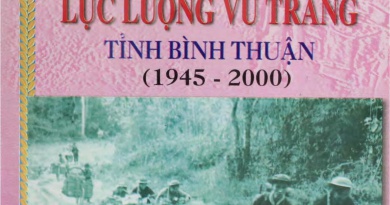 LỰC LƯỢNG VŨ TRANG
TỈNH BÌNH THUẬN
(1945 - 2000)